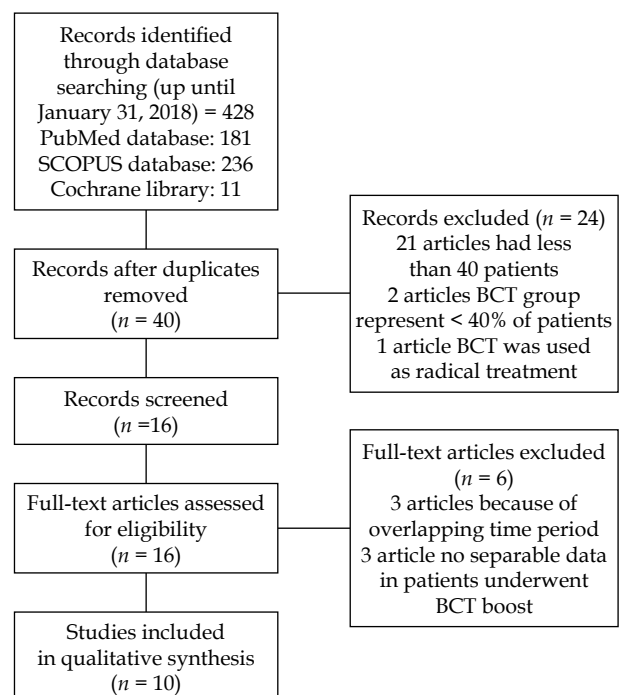 Records identified
through database
searching (up until
January 31, 2018) = 428
PubMed database: 181
SCOPUS database: 236
Cochrane library: 11
Records excluded (n = 24)
21 articles had less
than 40 patients
2 articles BCT group
represent < 40% of patients
1 article BCT was used
as radical treatment
Records after duplicates
removed
(n = 40)
Records screened
(n =16)
Full-text articles excluded
(n = 6)
3 articles because of
overlapping time period
3 article no separable data
in patients underwent
BCT boost
Full-text articles assessed
for eligibility
(n = 16)
Studies included
in qualitative synthesis
(n = 10)